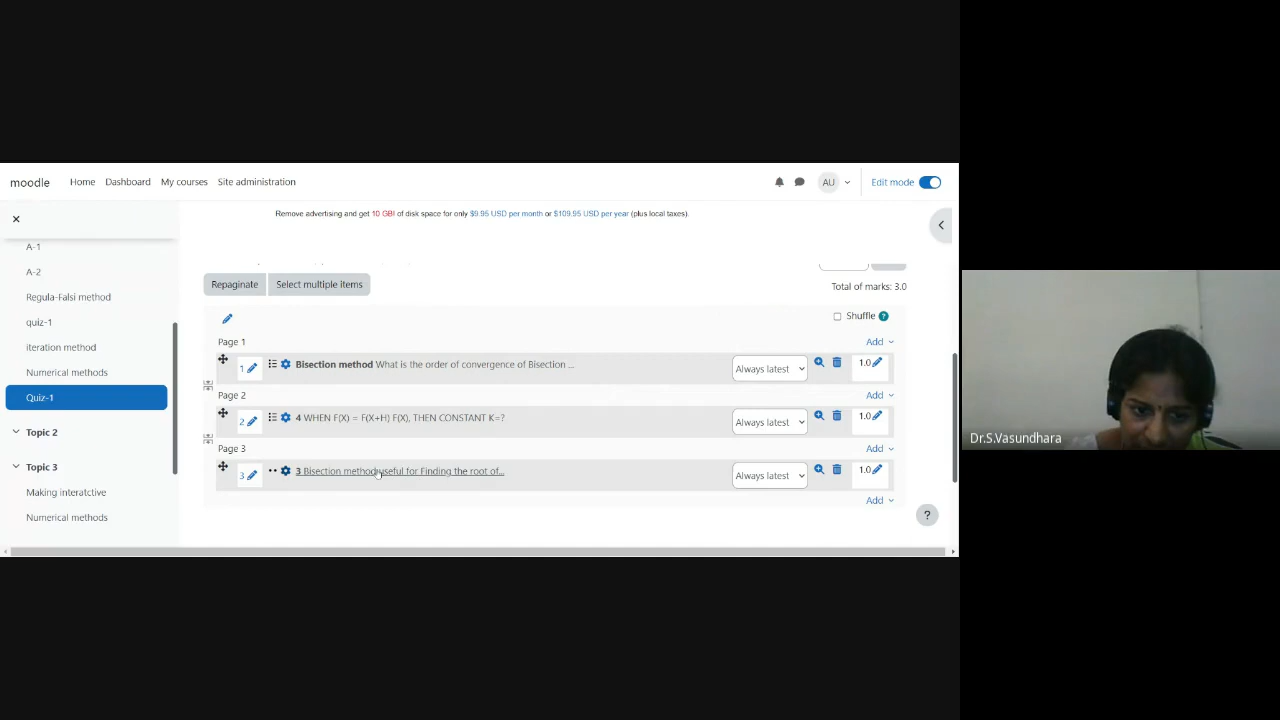 moodle Home Dashboard My courses Site administration AU Edit mode
Remove advertising and get 10 GB! of disk space for only $9.95 USD per month or $109.95 USD per year (plus local taxes).
A-1
A-2
Regula-Falsi method
quiz-1
iteration method
Numerical methods
Quiz-1
Topic 2
Topic 3
Making interatctive
Numerical methods
Repaginate Select multiple items
Total of marks: 3.0
Shuffle ?
Page 1 Add
1 Bisection method What is the order of convergence of Bisection ... Always latest 1.0
Page 2 Add
2 4 WHEN F(X) = F(X+H) F(X), THEN CONSTANT K=? Always latest 1.0
Page 3 Add
3 3 Bisection method useful for Finding the root of... Always latest 1.0
Add
?
Dr.S.Vasundhara